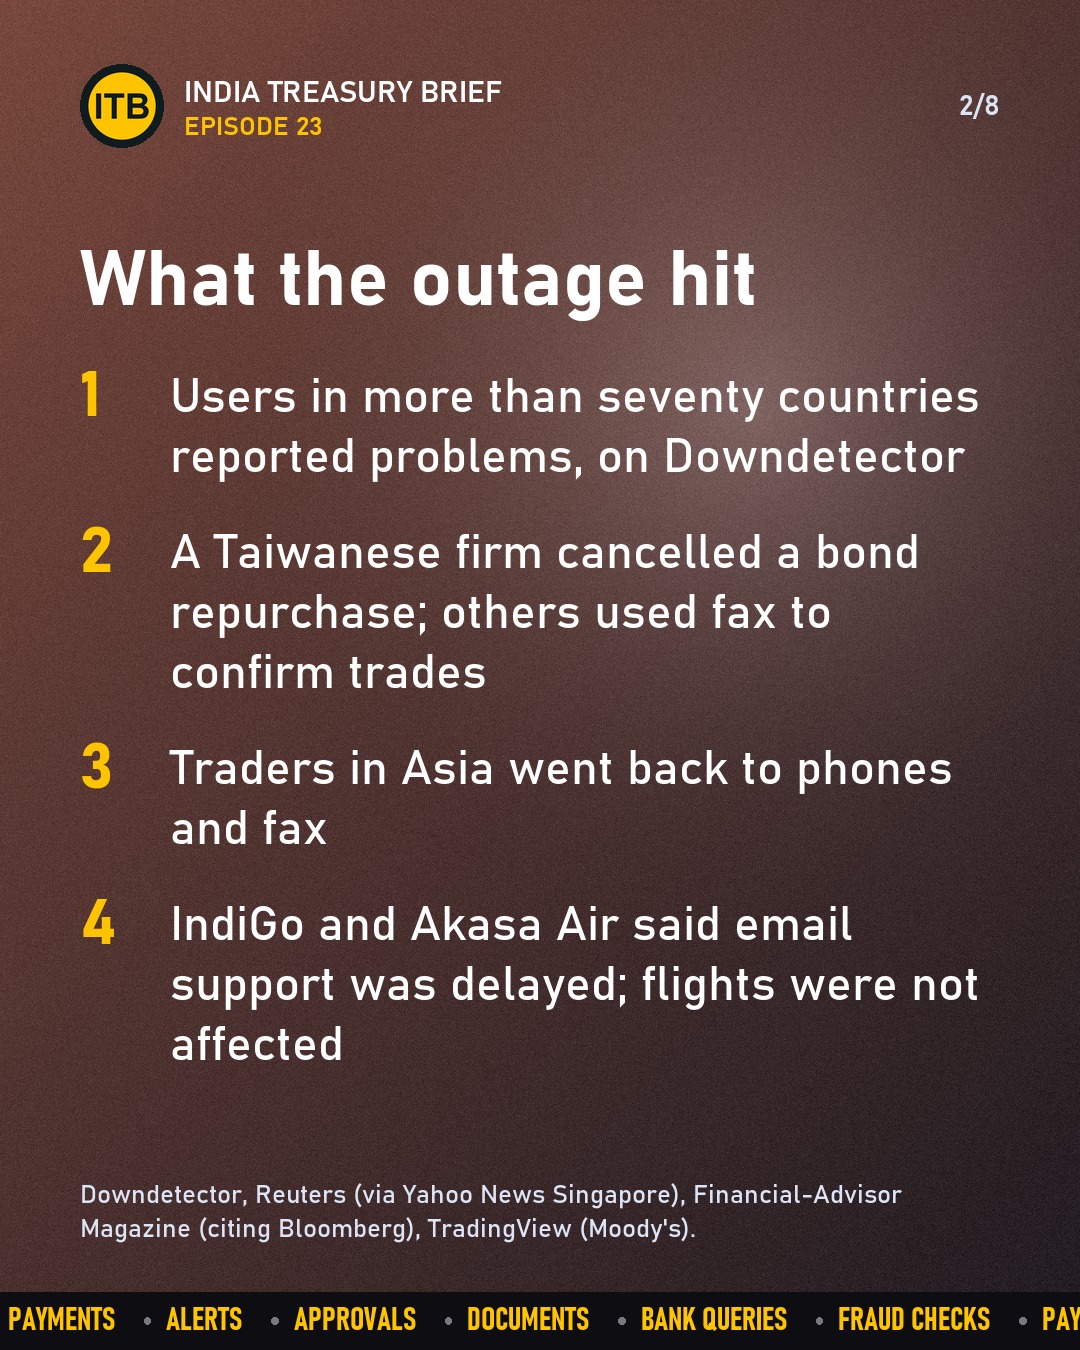 ITB
INDIA TREASURY BRIEF
EPISODE 23
2/8
What the outage hit
1 Users in more than seventy countries
reported problems, on Downdetector
2 A Taiwanese firm cancelled a bond
repurchase; others used fax to
confirm trades
3 Traders in Asia went back to phones
and fax
4 IndiGo and Akasa Air said email
support was delayed; flights were not
affected
Downdetector, Reuters (via Yahoo News Singapore), Financial-Advisor
Magazine (citing Bloomberg), TradingView (Moody's).
PAYMENTS • ALERTS • APPROVALS • DOCUMENTS • BANK QUERIES • FRAUD CHECKS • PAY